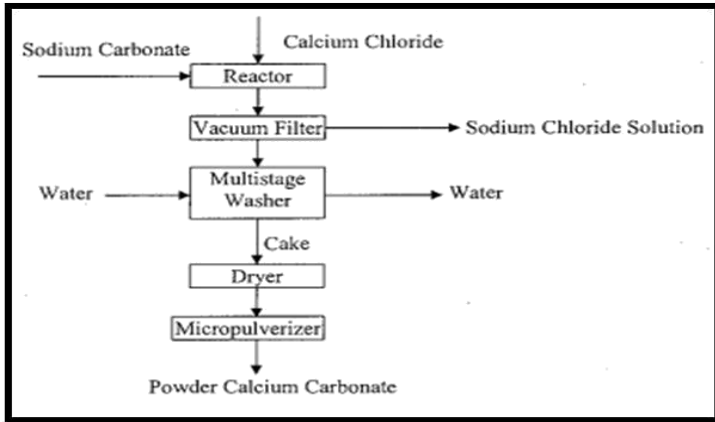 Calcium Chloride
Sodium Carbonate
Reactor
Vacuum Filter
Sodium Chloride Solution
Multistage
Washer
Water
Water
Cake
Dryer
Micropulverizer
Powder Calcium Carbonate